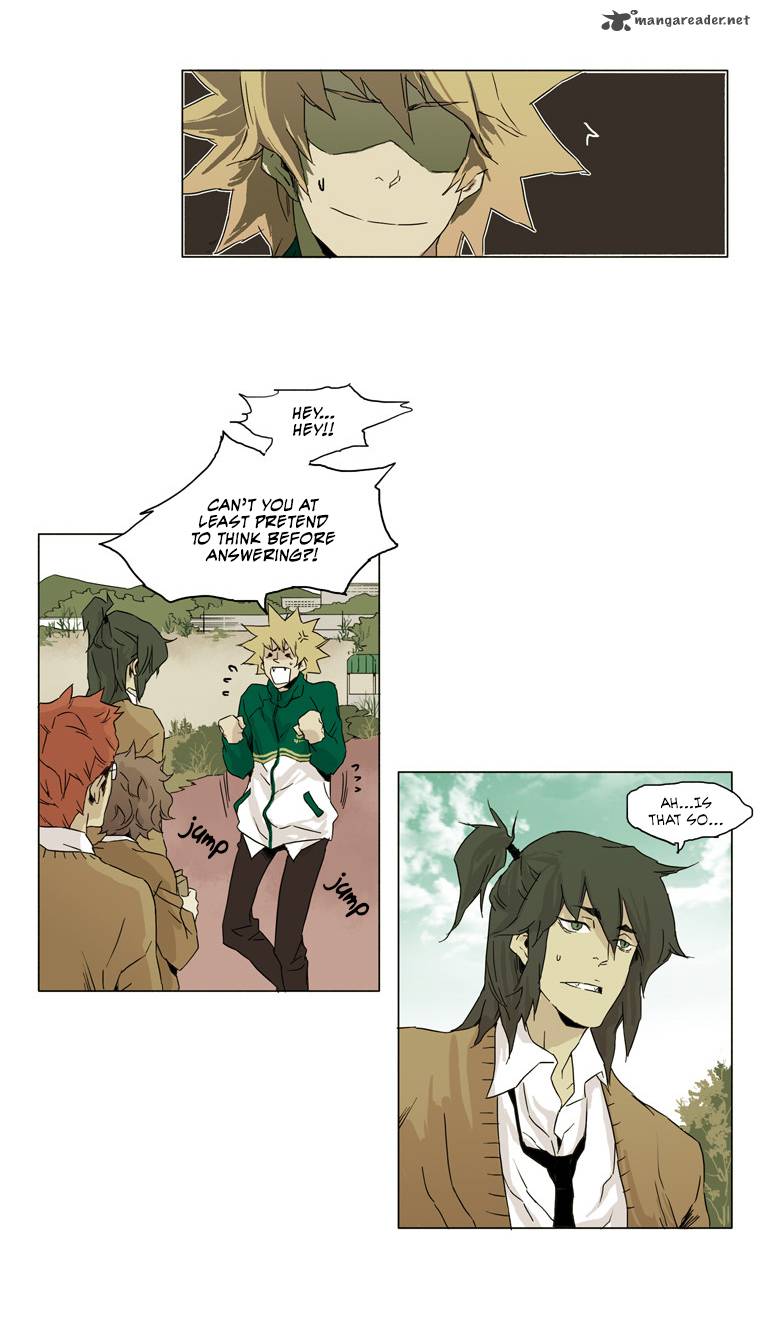 mangareader.net
HEY...
HEY!!
CAN'T YOU AT
LEAST PRETEND
TO THINK BEFORE
ANSWERING?!
jump
jump
AH...IS
THAT SO...